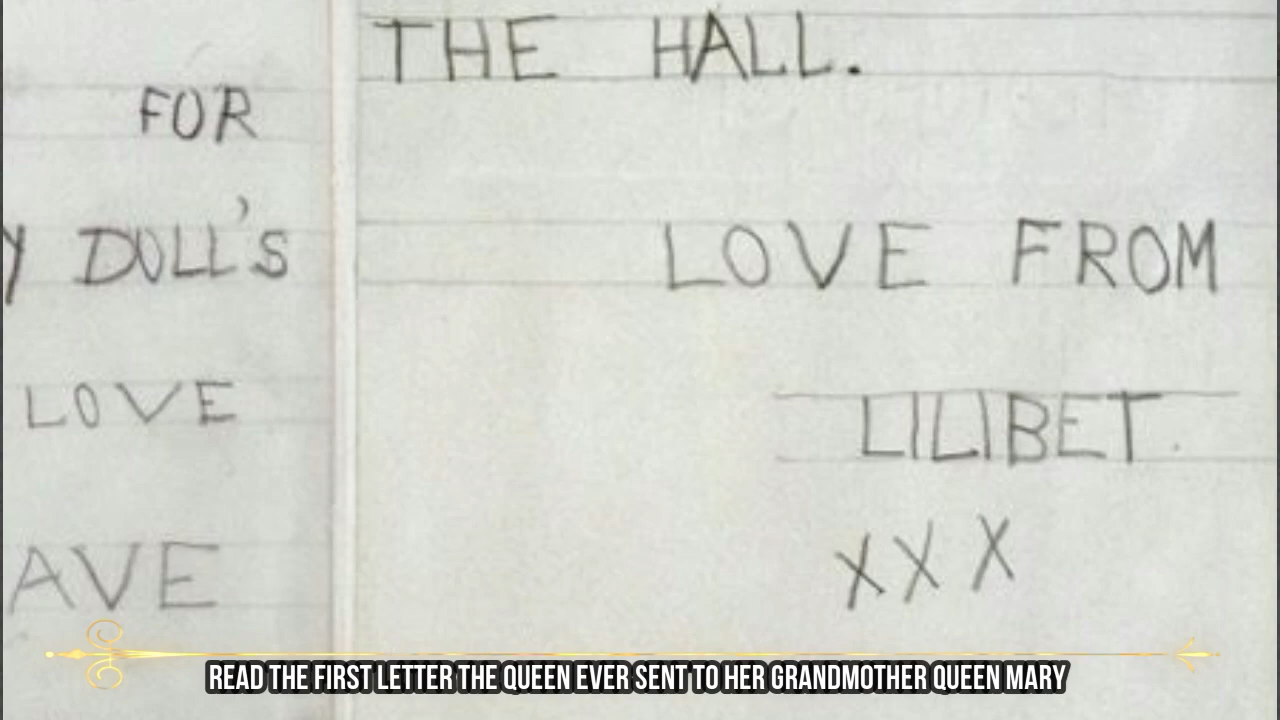 FOR
Y DOLL'S
LOVE
AVE
THE HALL.
LOVE FROM
LILIBET.
XXX
READ THE FIRST LETTER THE QUEEN EVER SENT TO HER GRANDMOTHER QUEEN MARY